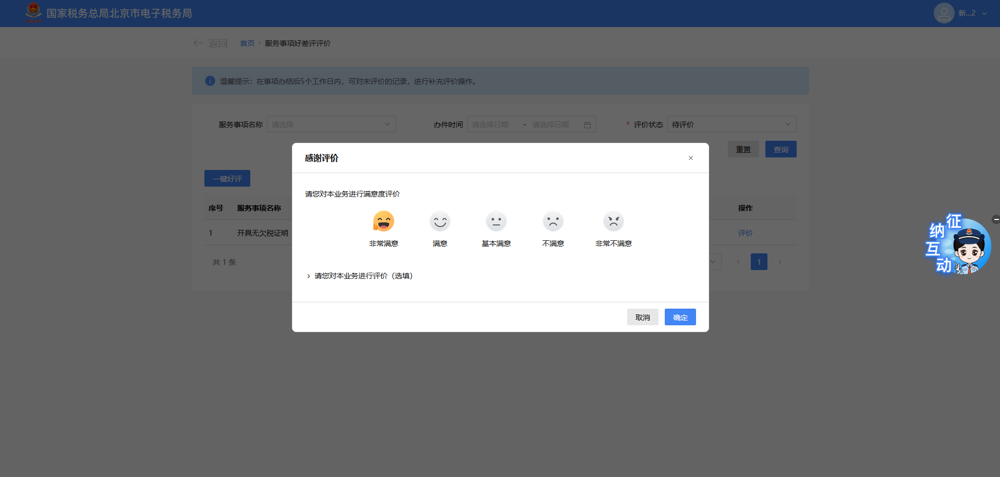 国家税务总局北京市电子税务局
新...2
返回 首页 › 服务事项好差评评价
温馨提示：在事项办结后5个工作日内，可对未评价的记录，进行补充评价操作。
服务事项名称 请选择 办件时间 请选择日期 - 请选择日期 * 评价状态 待评价
重置 查询
感谢评价
×
一键好评
请您对本业务进行满意度评价
序号 服务事项名称 操作
1 开具无欠税证明 评价
非常满意 满意 基本满意 不满意 非常不满意
共 1 条
1
请您对本业务进行评价（选填）
取消 确定
征
纳
互
动